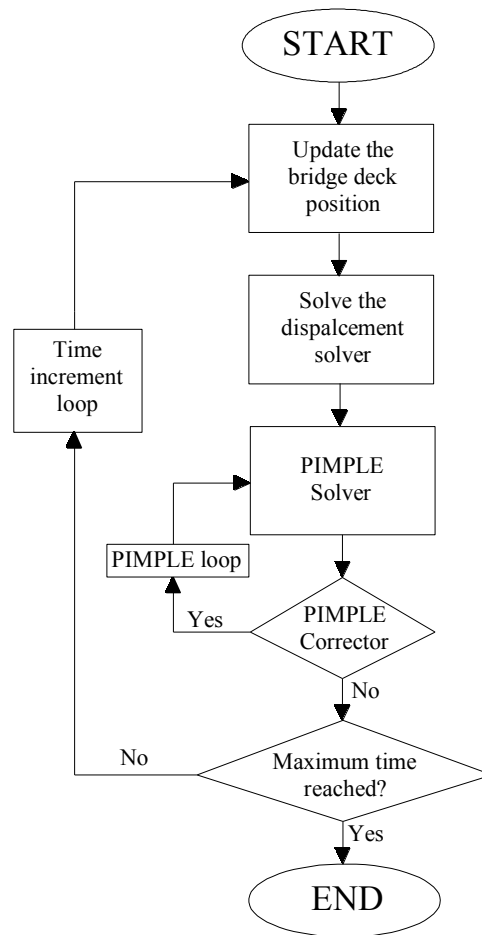 START
Update the
bridge deck
position
Solve the
dispalcement
solver
Time
increment
loop
PIMPLE
Solver
PIMPLE loop
Yes
PIMPLE
Corrector
No
No
Maximum time
reached?
Yes
END